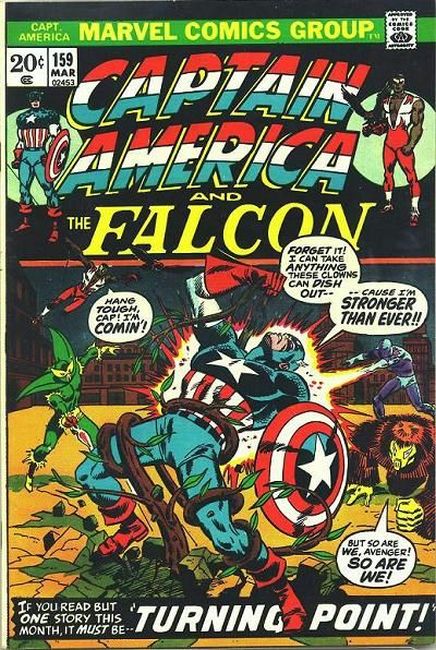 CAPT.
AMERICA
MARVEL COMICS GROUP
TM
APPROVED
BY THE
COMICS
CODE
AUTHORITY
20¢
CC
159
MAR
02453
CAPTAIN
AMERICA
AND
THE FALCON
HANG
TOUGH,
CAP! I'M
COMIN'!
FORGET IT!
I CAN TAKE
ANYTHING
THESE CLOWNS
CAN DISH
OUT--
-- CAUSE I'M
STRONGER
THAN EVER!!
BUT SO ARE
WE, AVENGER!
SO ARE
WE!
IF YOU READ BUT
ONE STORY THIS
MONTH, IT MUST BE--
"TURNING POINT!"